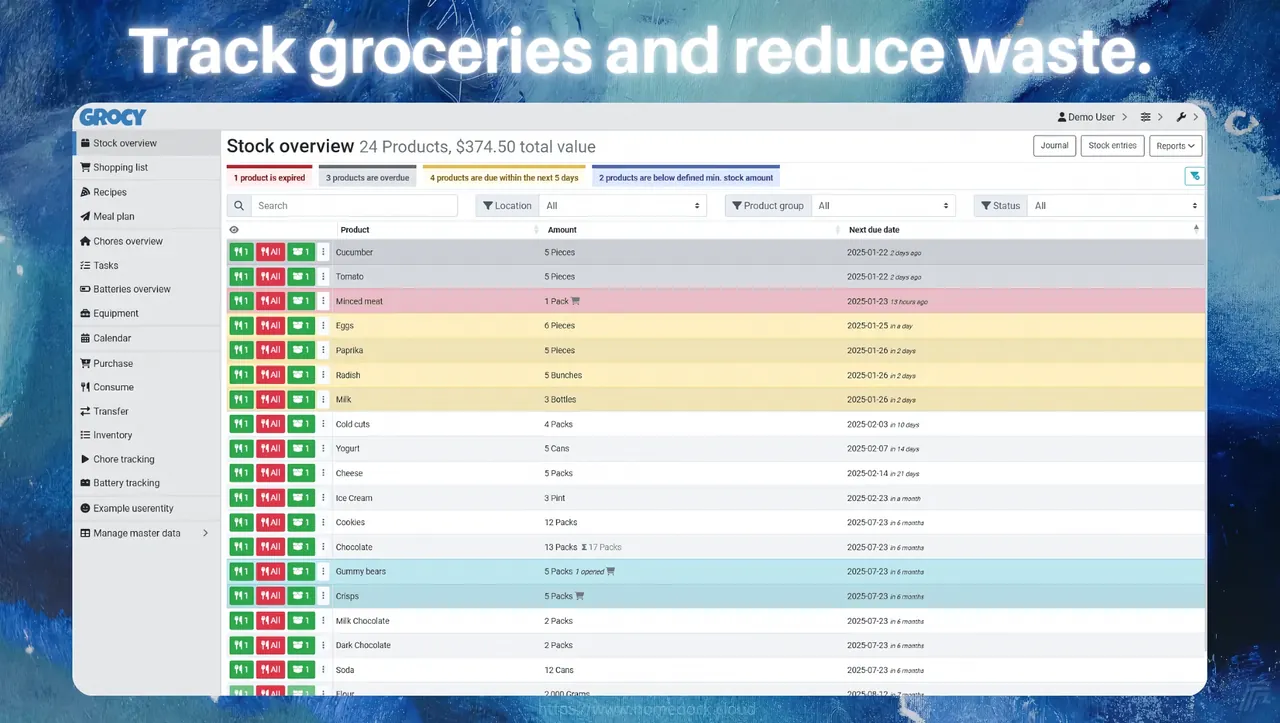 Track groceries and reduce waste.
GROCY
Demo User
Stock overview
Shopping list
Recipes
Meal plan
Chores overview
Tasks
Batteries overview
Equipment
Calendar
Purchase
Consume
Transfer
Inventory
Chore tracking
Battery tracking
Example userentity
Manage master data
Stock overview 24 Products, $374.50 total value
Journal Stock entries Reports
1 product is expired 3 products are overdue 4 products are due within the next 5 days 2 products are below defined min. stock amount
Search Location All Product group All Status All
Product Amount Next due date
1 All 1 Cucumber 5 Pieces 2025-01-22 2 days ago
1 All 1 Tomato 5 Pieces 2025-01-22 2 days ago
1 All 1 Minced meat 1 Pack 2025-01-23 13 hours ago
1 All 1 Eggs 6 Pieces 2025-01-25 in a day
1 All 1 Paprika 5 Pieces 2025-01-26 in 2 days
1 All 1 Radish 5 Bunches 2025-01-26 in 2 days
1 All 1 Milk 3 Bottles 2025-01-26 in 2 days
1 All 1 Cold cuts 4 Packs 2025-02-03 in 10 days
1 All 1 Yogurt 5 Cans 2025-02-07 in 14 days
1 All 1 Cheese 5 Packs 2025-02-14 in 21 days
1 All 1 Ice Cream 3 Pint 2025-02-23 in a month
1 All 1 Cookies 12 Packs 2025-07-23 in 6 months
1 All 1 Chocolate 13 Packs Σ 17 Packs 2025-07-23 in 6 months
1 All 1 Gummy bears 5 Packs 1 opened 2025-07-23 in 6 months
1 All 1 Crisps 5 Packs 2025-07-23 in 6 months
1 All 1 Milk Chocolate 2 Packs 2025-07-23 in 6 months
1 All 1 Dark Chocolate 2 Packs 2025-07-23 in 6 months
1 All 1 Soda 12 Cans 2025-07-23 in 6 months
1 All 1 Flour 2,000 Grams 2025-08-12 in 7 months
https://www.homedock.cloud